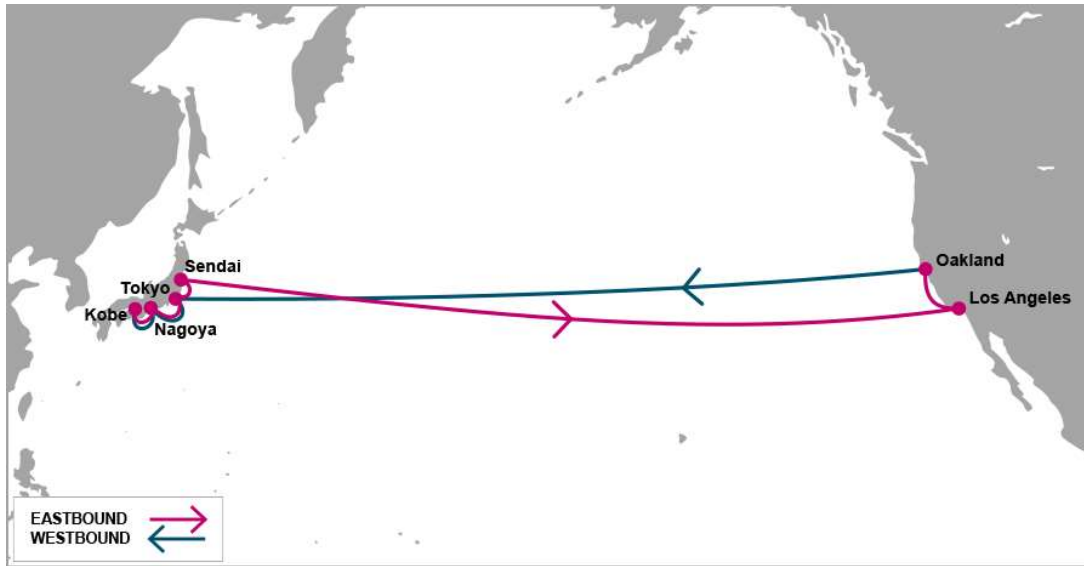 Sendai
Oakland
Tokyo
Los Angeles
Kobe
Nagoya
EASTBOUND
WESTBOUND